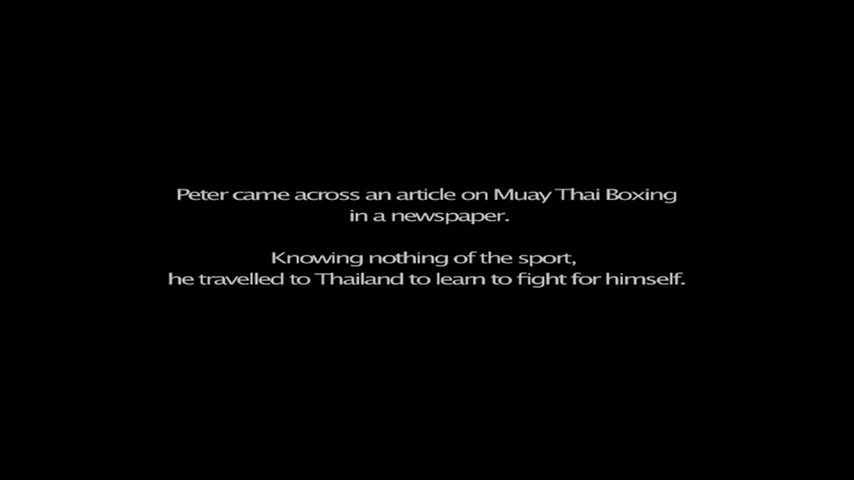 Peter came across an article on Muay Thai Boxing
in a newspaper.
Knowing nothing of the sport,
he travelled to Thailand to learn to fight for himself.